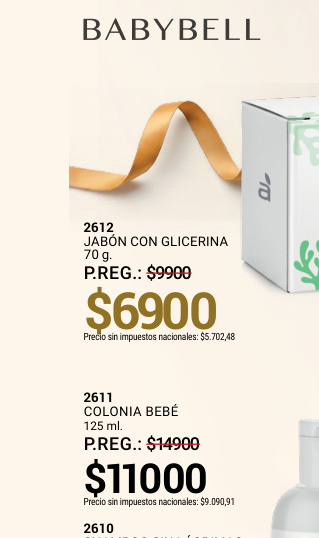 BABYBELL
2612
JABÓN CON GLICERINA
70 g.
P.REG.: $9900
$6900
Precio sin impuestos nacionales: $5.702,48
2611
COLONIA BEBÉ
125 ml.
P.REG.: $14900
$11000
Precio sin impuestos nacionales: $9.090,91
2610